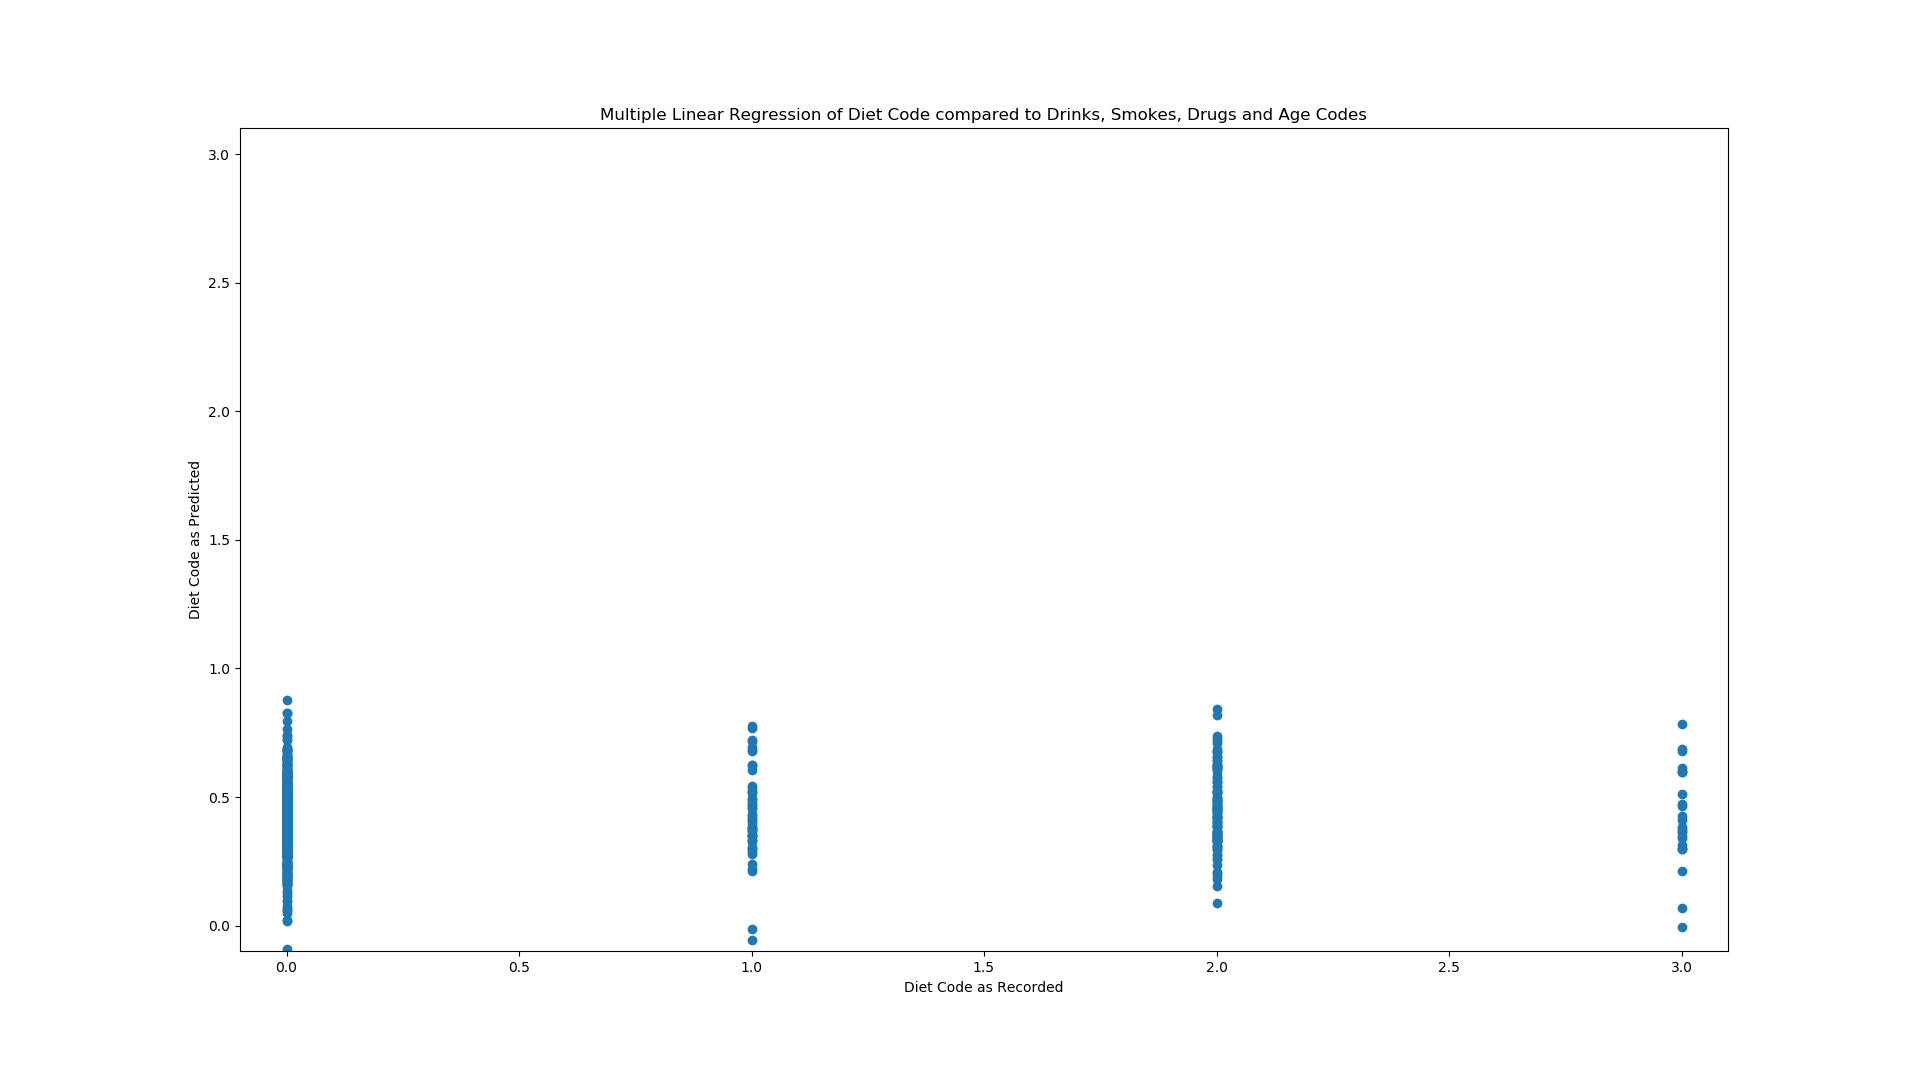 Multiple Linear Regression of Diet Code compared to Drinks, Smokes, Drugs and Age Codes
3.0
2.5
2.0
1.5
1.0
0.5
0.0
Diet Code as Predicted
0.0 0.5 1.0 1.5 2.0 2.5 3.0
Diet Code as Recorded